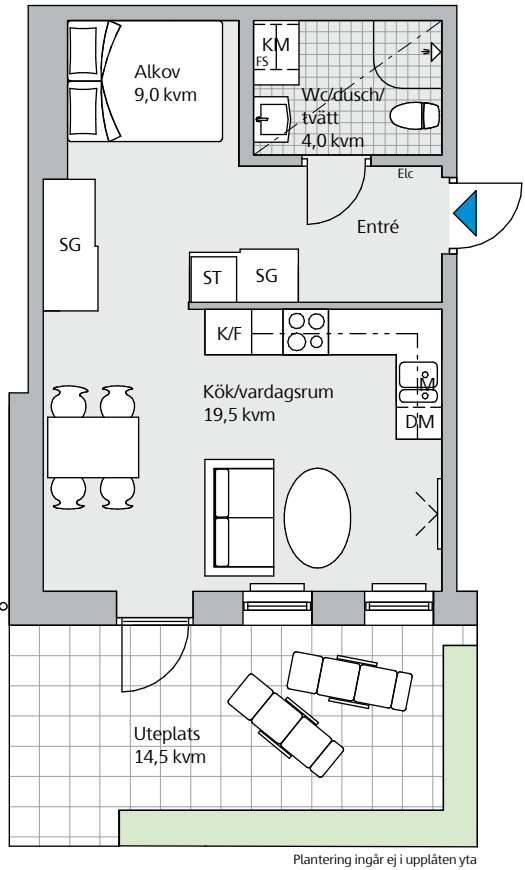 KM
FS
Alkov
9,0 kvm
Wc/dusch/
tvätt
4,0 kvm
Elc
Entré
SG
ST
SG
K/F
Kök/vardagsrum
19,5 kvm
IM
DM
Uteplats
14,5 kvm
Plantering ingår ej i upplåten yta